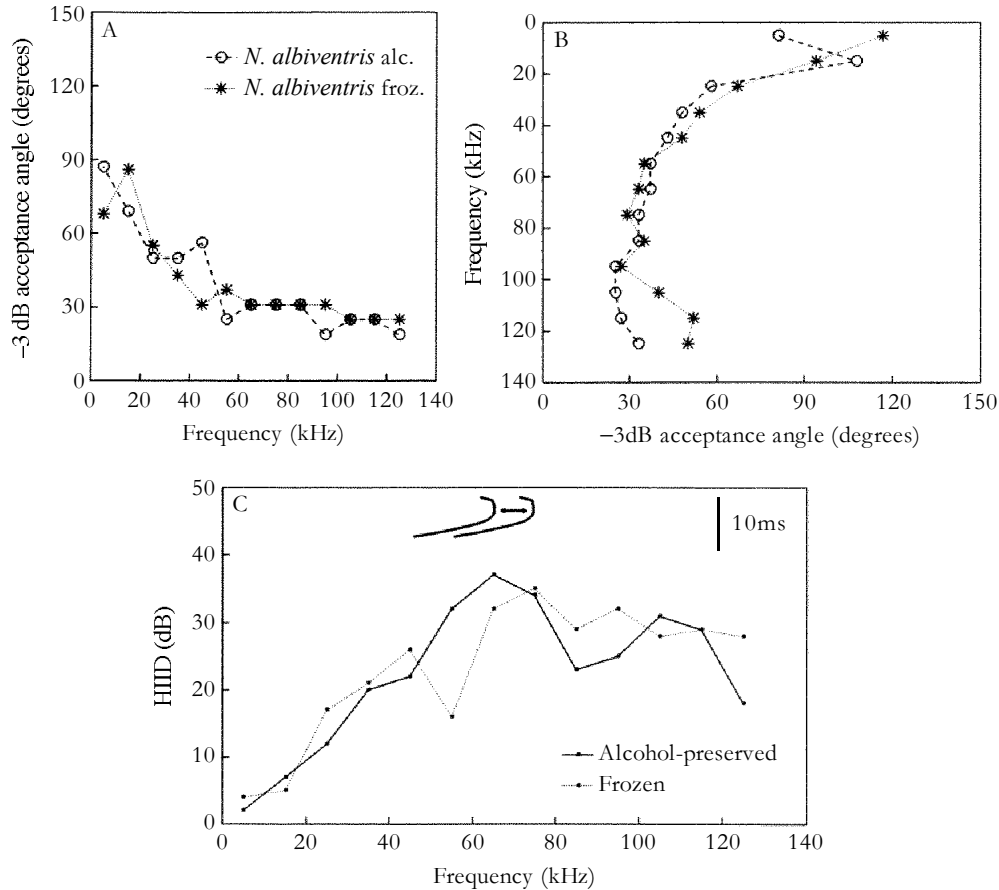 A
N. albiventris alc.
N. albiventris froz.
−3 dB acceptance angle (degrees)
150
120
90
60
30
0
0 20 40 60 80 100 120 140
Frequency (kHz)
B
Frequency (kHz)
0
20
40
60
80
100
120
140
0 30 60 90 120 150
−3dB acceptance angle (degrees)
C
10ms
HIID (dB)
50
40
30
20
10
0
Alcohol-preserved
Frozen
0 20 40 60 80 100 120 140
Frequency (kHz)